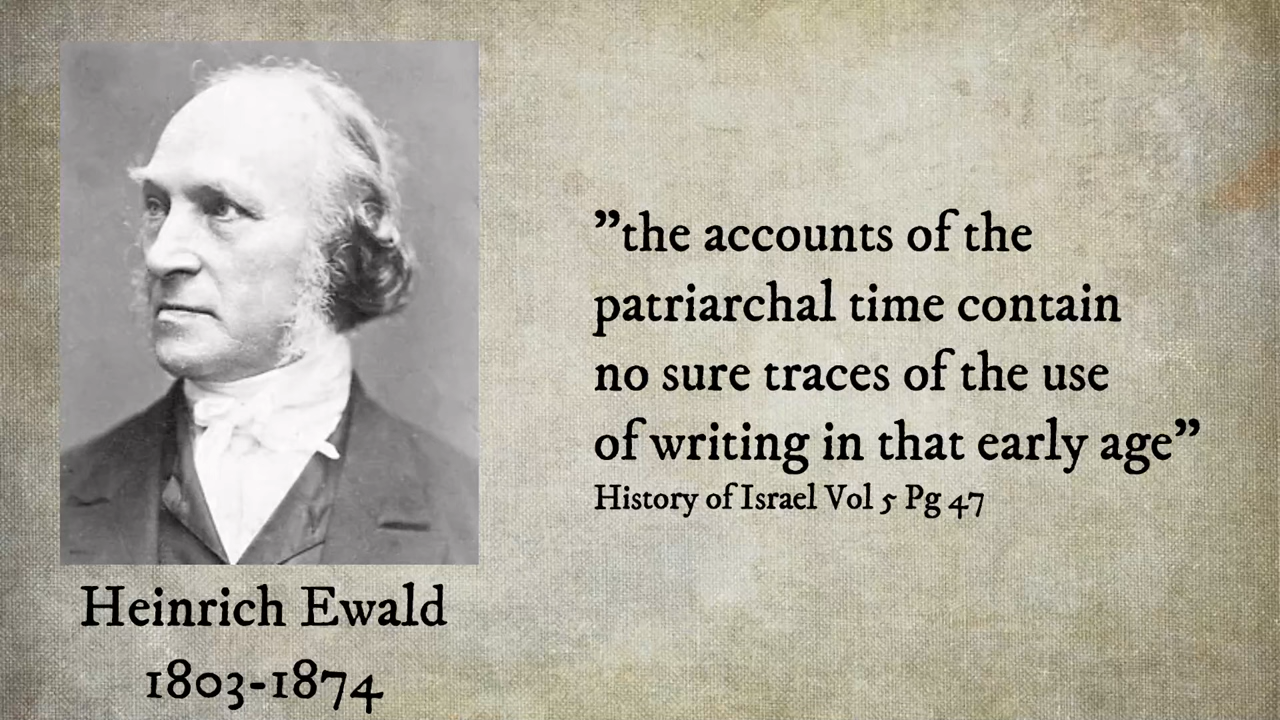 Heinrich Ewald
1803-1874
”the accounts of the
patriarchal time contain
no sure traces of the use
of writing in that early age”
History of Israel Vol 5 Pg 47